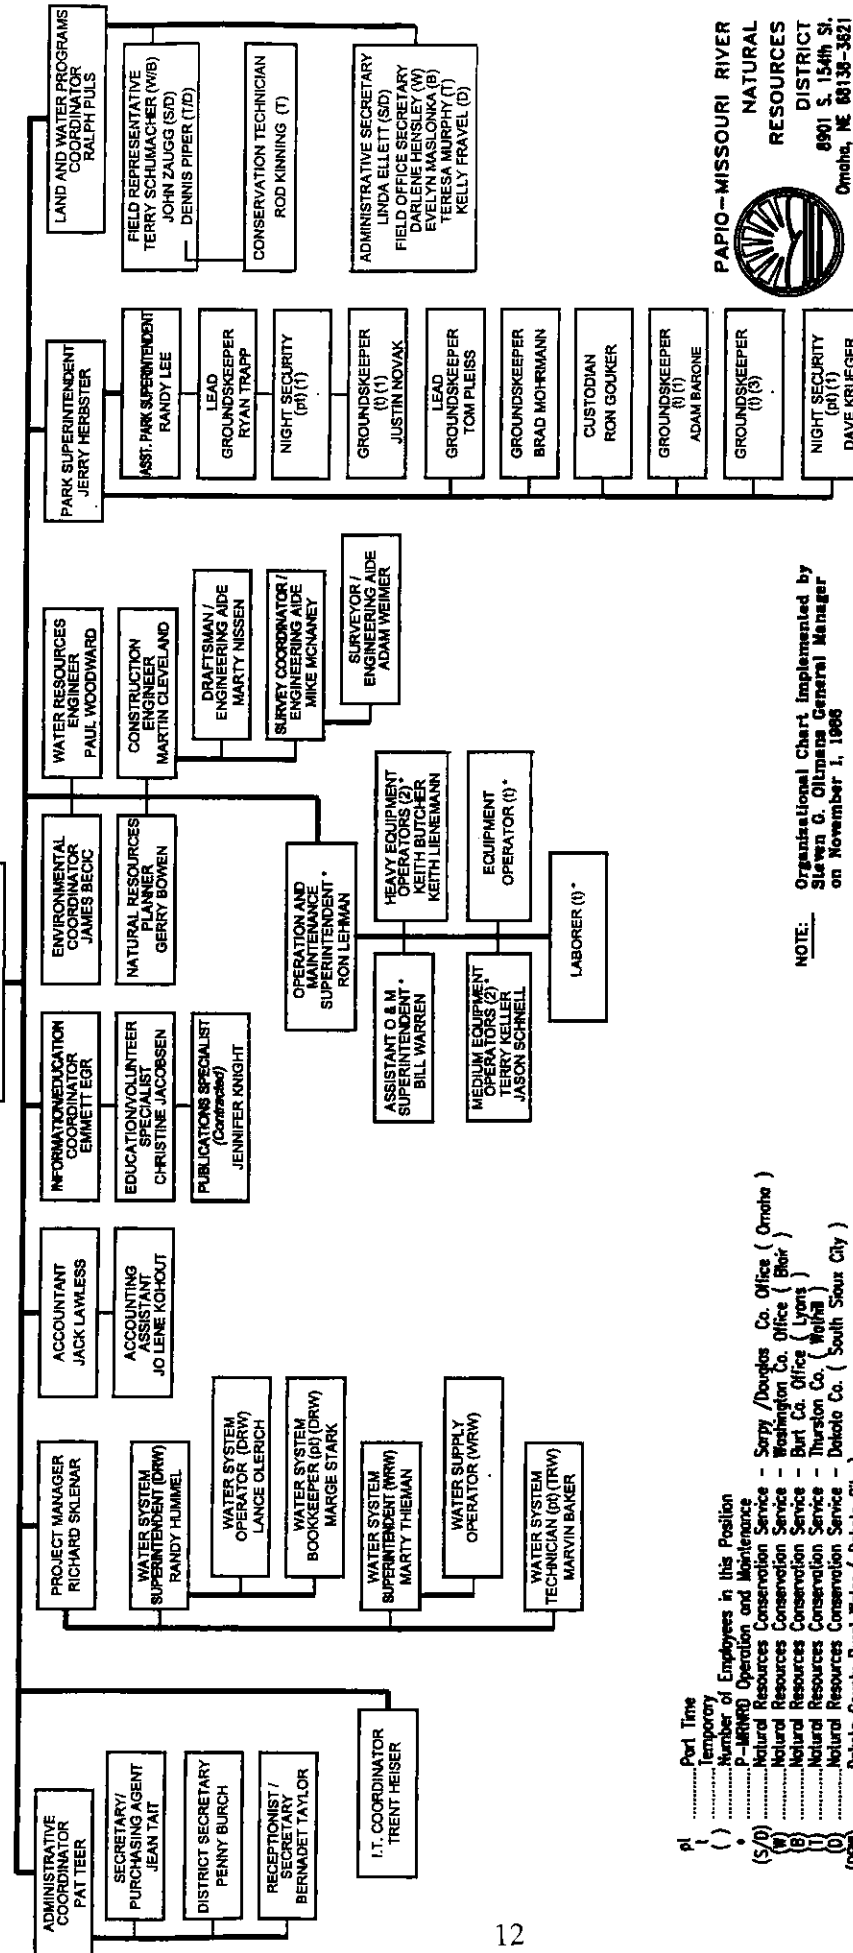 ADMINISTRATIVE
COORDINATOR
PAT TEER
SECRETARY/
PURCHASING AGENT
JEAN TAIT
DISTRICT SECRETARY
PENNY BURCH
RECEPTIONIST /
SECRETARY
BERNADET TAYLOR
I.T. COORDINATOR
TRENT HEISER
PROJECT MANAGER
RICHARD SKLENAR
WATER SYSTEM
SUPERINTENDENT (DRW)
RANDY HUMMEL
WATER SYSTEM
OPERATOR (DRW)
LANCE OLERICH
WATER SYSTEM
BOOKKEEPER (pt) (DRW)
MARGE STARK
WATER SYSTEM
SUPERINTENDENT (WRW)
MARTY THIEMAN
WATER SUPPLY
OPERATOR (WRW)
WATER SYSTEM
TECHNICIAN (pt) (TRW)
MARVIN BAKER
ACCOUNTANT
JACK LAWLESS
ACCOUNTING
ASSISTANT
JO LENE KOHOUT
INFORMATION/EDUCATION
COORDINATOR
EMMETT EGR
EDUCATION/VOLUNTEER
SPECIALIST
CHRISTINE JACOBSEN
PUBLICATIONS SPECIALIST
(Contracted)
JENNIFER KNIGHT
ENVIRONMENTAL
COORDINATOR
JAMES BECIC
NATURAL RESOURCES
PLANNER
GERRY BOWEN
WATER RESOURCES
ENGINEER
PAUL WOODWARD
CONSTRUCTION
ENGINEER
MARTIN CLEVELAND
DRAFTSMAN /
ENGINEERING AIDE
MARTY NISSEN
SURVEY COORDINATOR /
ENGINEERING AIDE
MIKE MCNANEY
SURVEYOR /
ENGINEERING AIDE
ADAM WEIMER
OPERATION AND
MAINTENANCE
SUPERINTENDENT *
RON LEHMAN
ASSISTANT O & M
SUPERINTENDENT *
BILL WARREN
HEAVY EQUIPMENT
OPERATORS (2) *
KEITH BUTCHER
KEITH LIENEMANN
MEDIUM EQUIPMENT
OPERATORS (2) *
TERRY KELLER
JASON SCHNELL
EQUIPMENT
OPERATOR (t) *
LABORER (t) *
PARK SUPERINTENDENT
JERRY HERBSTER
ASST. PARK SUPERINTENDENT
RANDY LEE
LEAD
GROUNDSKEEPER
RYAN TRAPP
NIGHT SECURITY
(pt) (1)
GROUNDSKEEPER
(t) (1)
JUSTIN NOVAK
LEAD
GROUNDSKEEPER
TOM PLEISS
GROUNDSKEEPER
BRAD MOHRMANN
CUSTODIAN
RON GOUKER
GROUNDSKEEPER
(t) (1)
ADAM BARONE
GROUNDSKEEPER
(t) (3)
NIGHT SECURITY
(pt) (1)
DAVE KRUEGER
LAND AND WATER PROGRAMS
COORDINATOR
RALPH PULS
FIELD REPRESENTATIVE
TERRY SCHUMACHER (W/B)
JOHN ZAUGG (S/D)
DENNIS PIPER (T/D)
CONSERVATION TECHNICIAN
ROD KINNING (T)
ADMINISTRATIVE SECRETARY
LINDA ELLETT (S/D)
FIELD OFFICE SECRETARY
DARLENE HENSLEY (W)
EVELYN MASLONKA (B)
TERESA MURPHY (T)
KELLY FRAVEL (D)
pt ........... Part Time
t ........... Temporary
( ) ........... Number of Employees in this Position
* ........... P-MRNRD Operation and Maintenance
(S/D) ........... Natural Resources Conservation Service - Sarpy /Douglas Co. Office ( Omaha )
(W) ........... Natural Resources Conservation Service - Washington Co. Office ( Blair )
(B) ........... Natural Resources Conservation Service - Burt Co. Office ( Lyons )
(T) ........... Natural Resources Conservation Service - Thurston Co. ( Walthill )
(D) ........... Natural Resources Conservation Service - Dakota Co. ( South Sioux City )
NOTE: Organizational Chart Implemented by
Steven G. Oltmans General Manager
on November 1, 1986
PAPIO-MISSOURI RIVER
NATURAL
RESOURCES
DISTRICT
8901 S. 154th St.
Omaha, NE 68138-3621
12